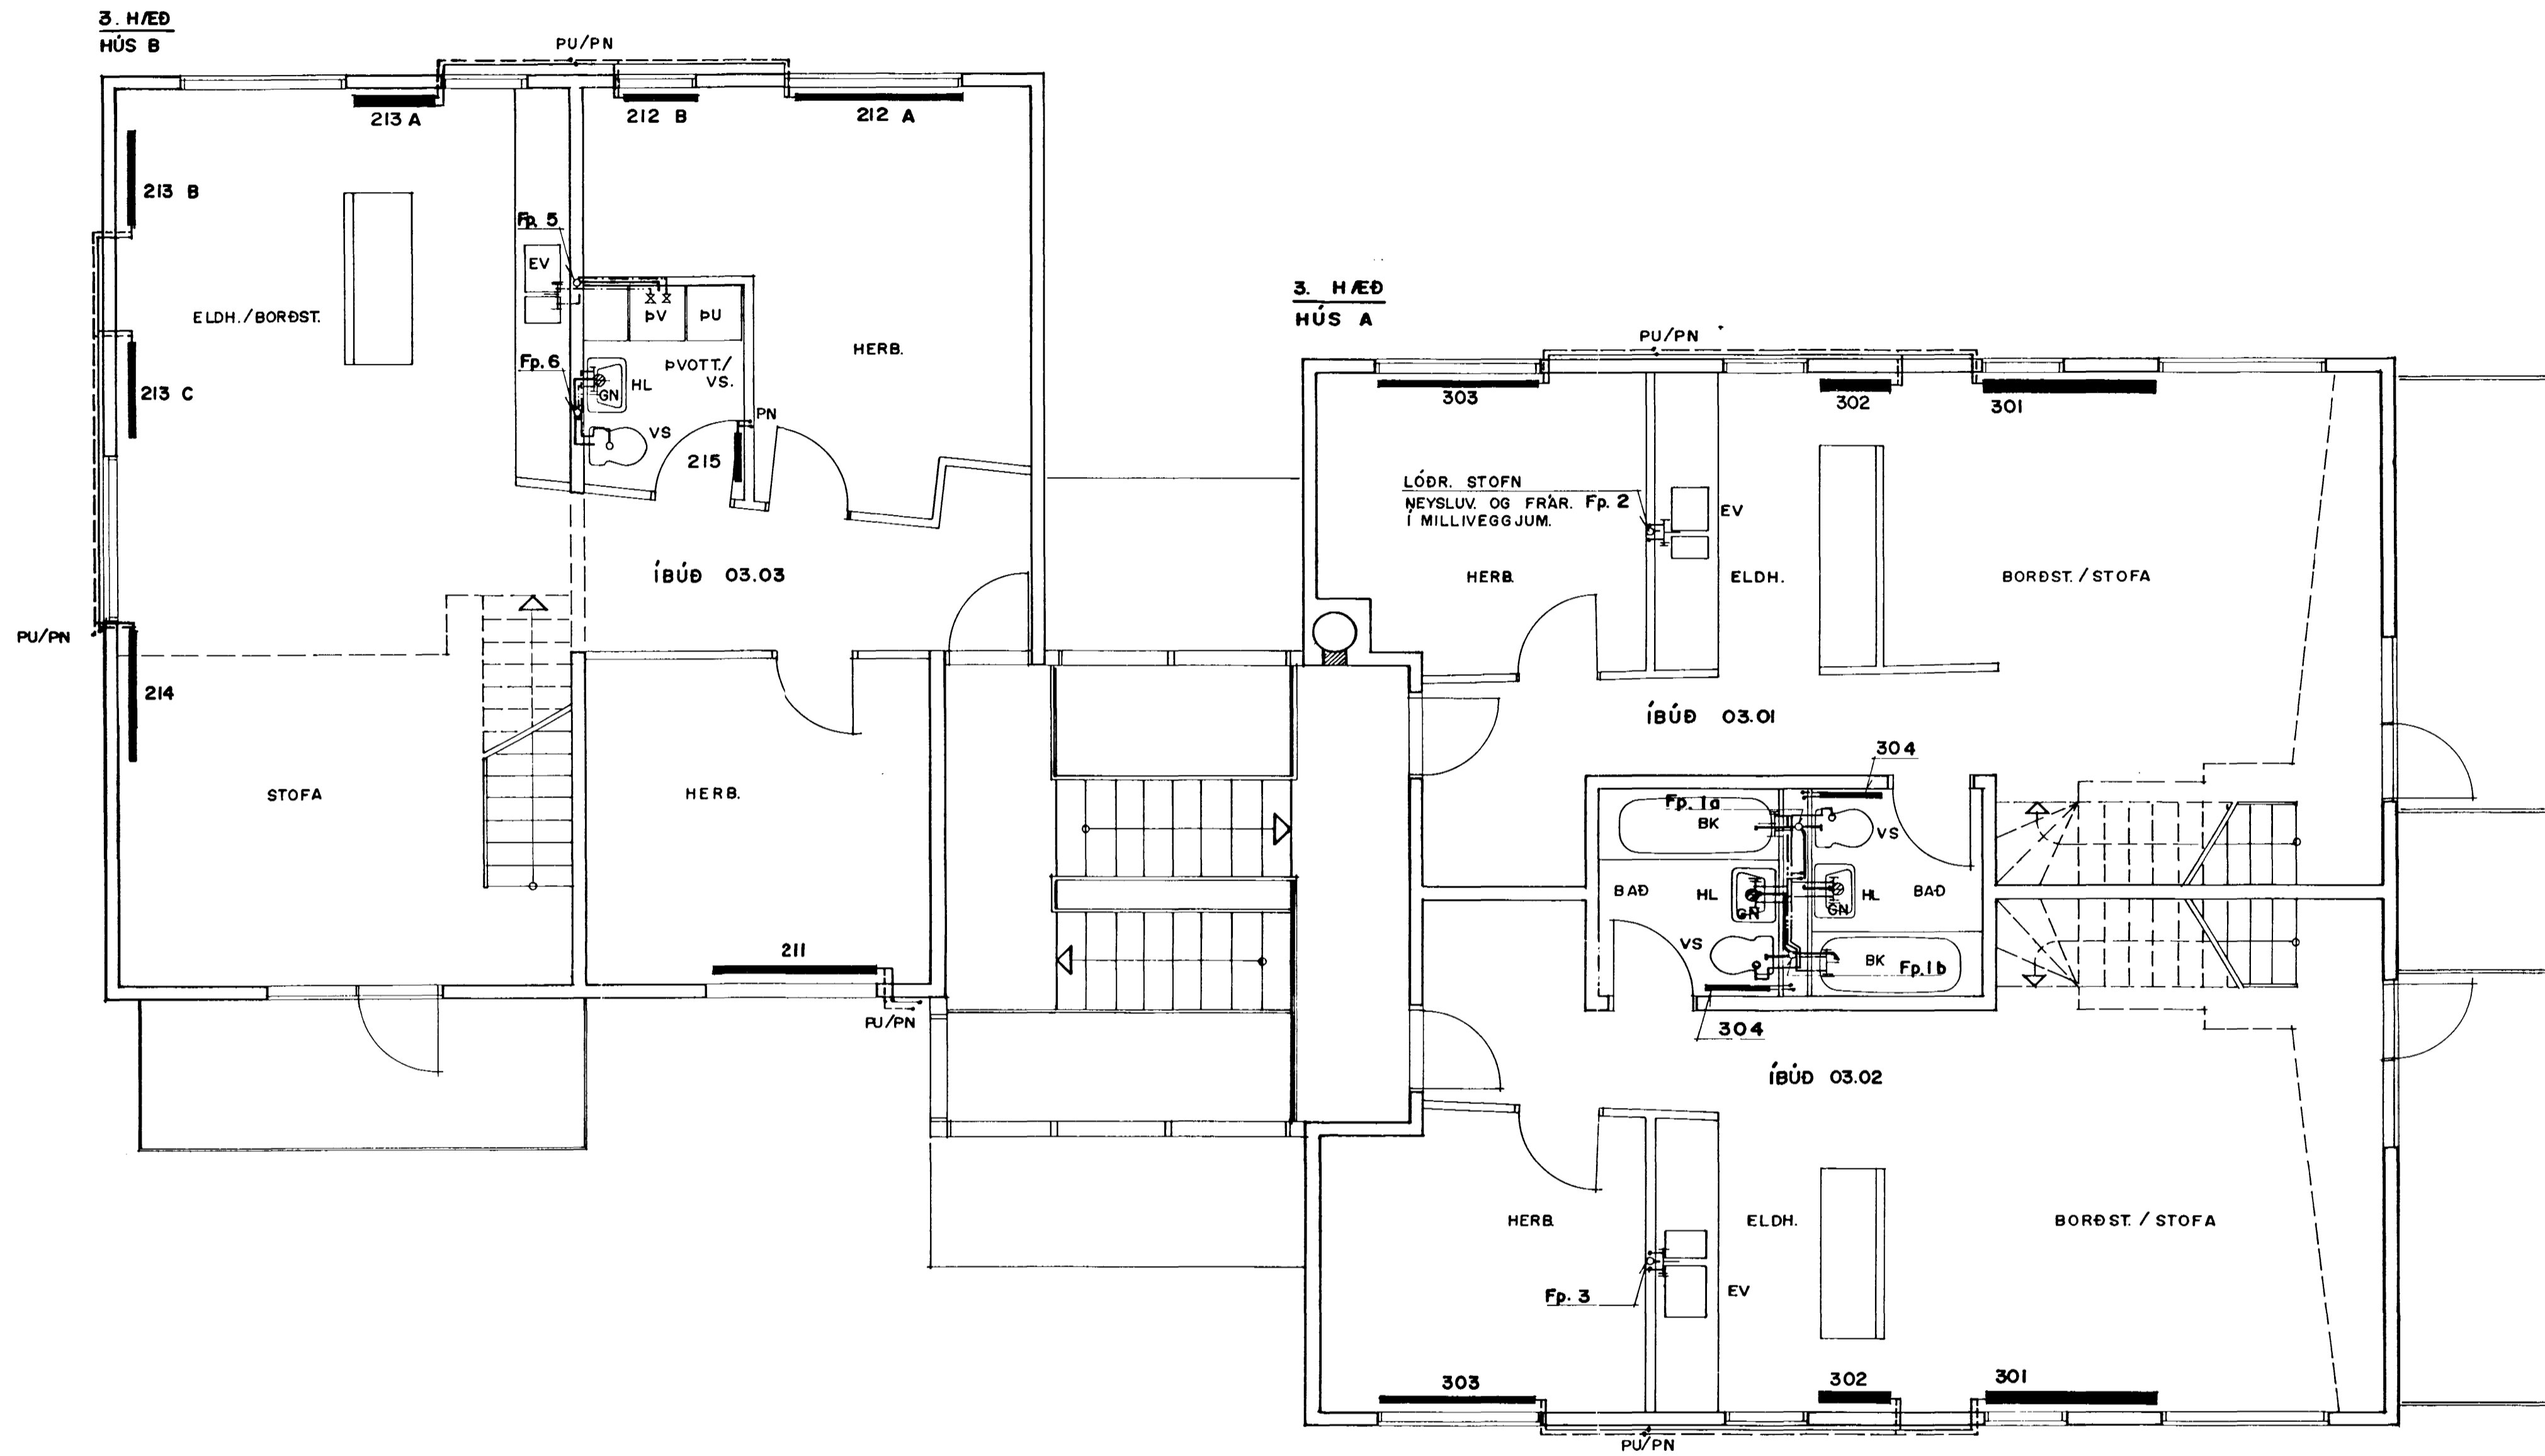 3. HÆÐ
HÚS B
PU/PN
213 A
212 B
212 A
213 B
Fp. 5
EV
ELDH./BORÐST.
ÞV
ÞU
HERB.
Fp. 6
HL
GN
ÞVOTT./
VS.
213 C
PN
VS
215
ÍBÚÐ 03.03
PU/PN
214
STOFA
HERB.
211
PU/PN
3. HÆÐ
HÚS A
PU/PN
303
302
301
LÓÐR. STOFN
NEYSLUV. OG FRÁR. Fp. 2
Í MILLIVEGGJUM.
EV
HERB.
ELDH.
BORÐST./STOFA
ÍBÚÐ 03.01
304
Fp. 1a
BK
VS
BAÐ
HL
GN
GN
HL
BAÐ
VS
BK
Fp. 1b
304
ÍBÚÐ 03.02
HERB.
ELDH.
BORÐST. / STOFA
Fp. 3
EV
303
302
301
PU/PN